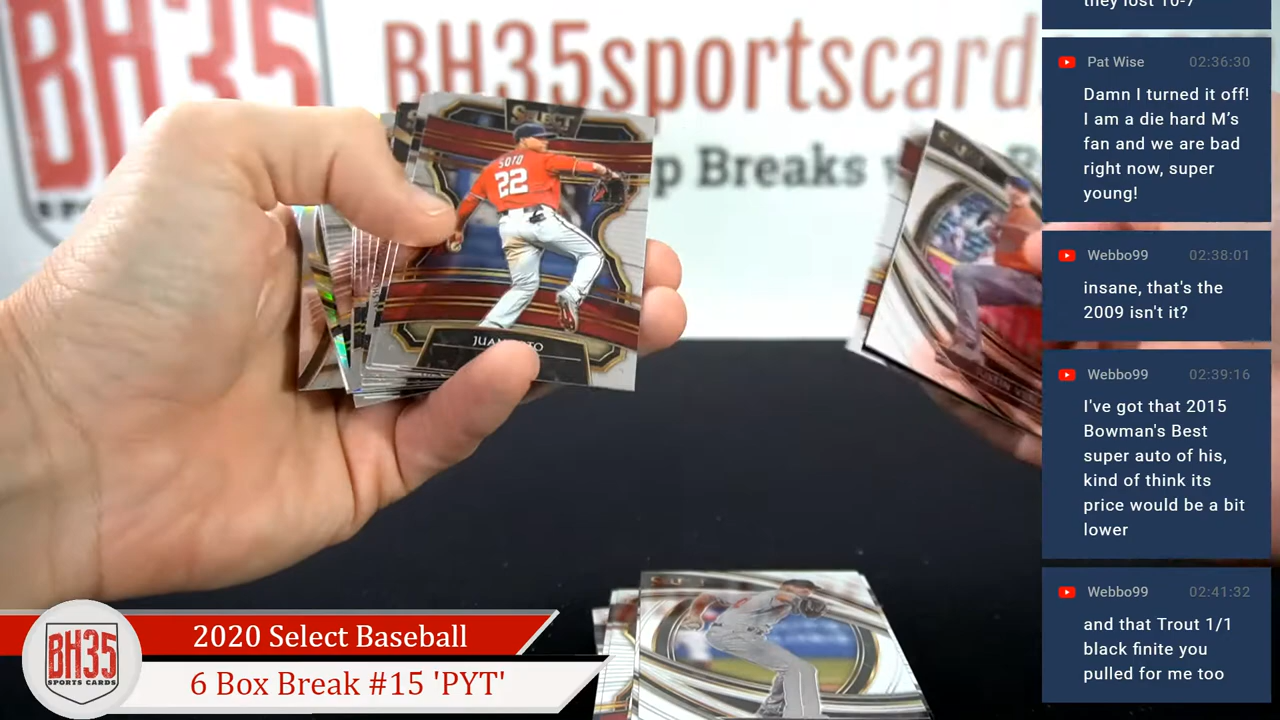 BH35
BH35sportscard
p Breaks
SELECT
SOTO
22
BH35
SPORTS CARDS
2020 Select Baseball
6 Box Break #15 'PYT'
they lost 10-7
Pat Wise 02:36:30
Damn I turned it off!
I am a die hard M's
fan and we are bad
right now, super
young!
Webbo99 02:38:01
insane, that's the
2009 isn't it?
Webbo99 02:39:16
I've got that 2015
Bowman's Best
super auto of his,
kind of think its
price would be a bit
lower
Webbo99 02:41:32
and that Trout 1/1
black finite you
pulled for me too